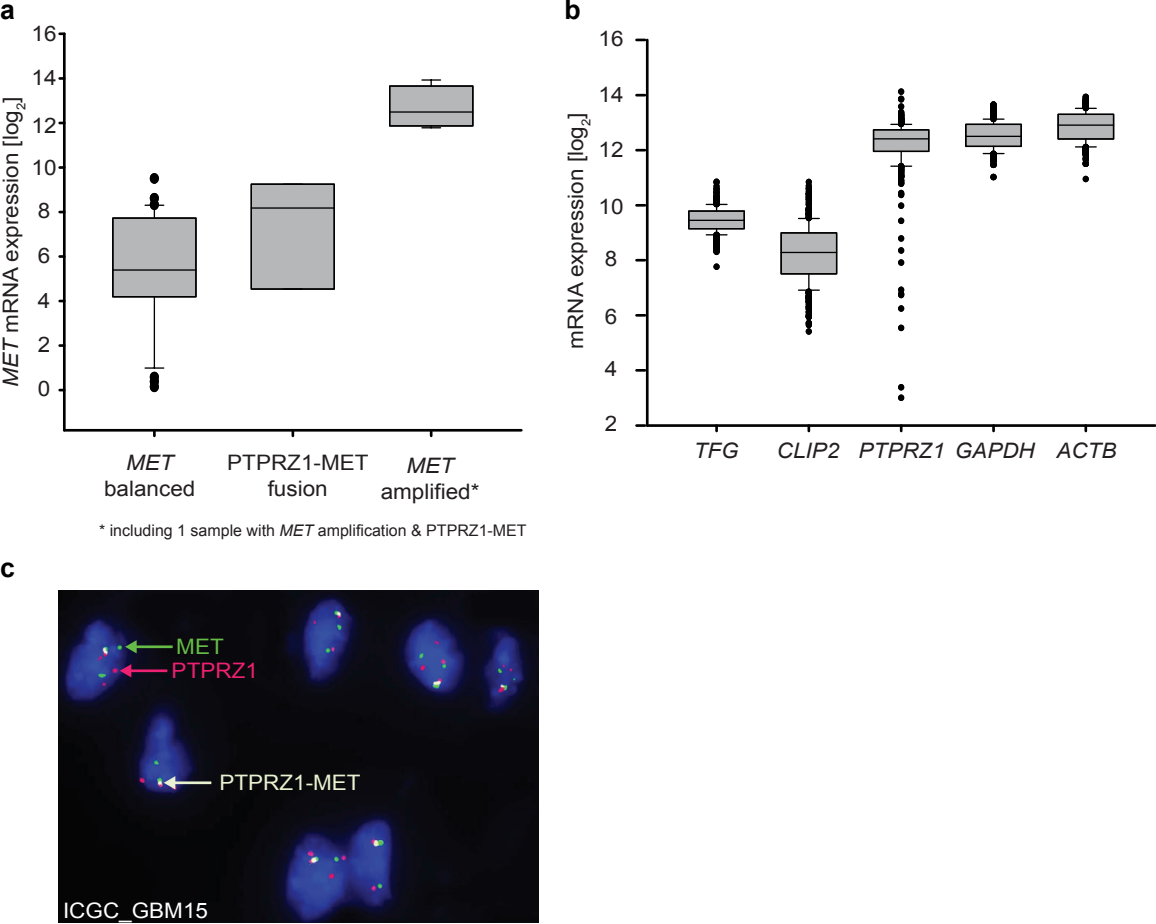 a
MET mRNA expression [log2]
16
14
12
10
8
6
4
2
0
MET
balanced
PTPRZ1-MET
fusion
MET
amplified*
* including 1 sample with MET amplification & PTPRZ1-MET
b
mRNA expression [log2]
16
14
12
10
8
6
4
2
TFG CLIP2 PTPRZ1 GAPDH ACTB
c
MET
PTPRZ1
PTPRZ1-MET
ICGC_GBM15